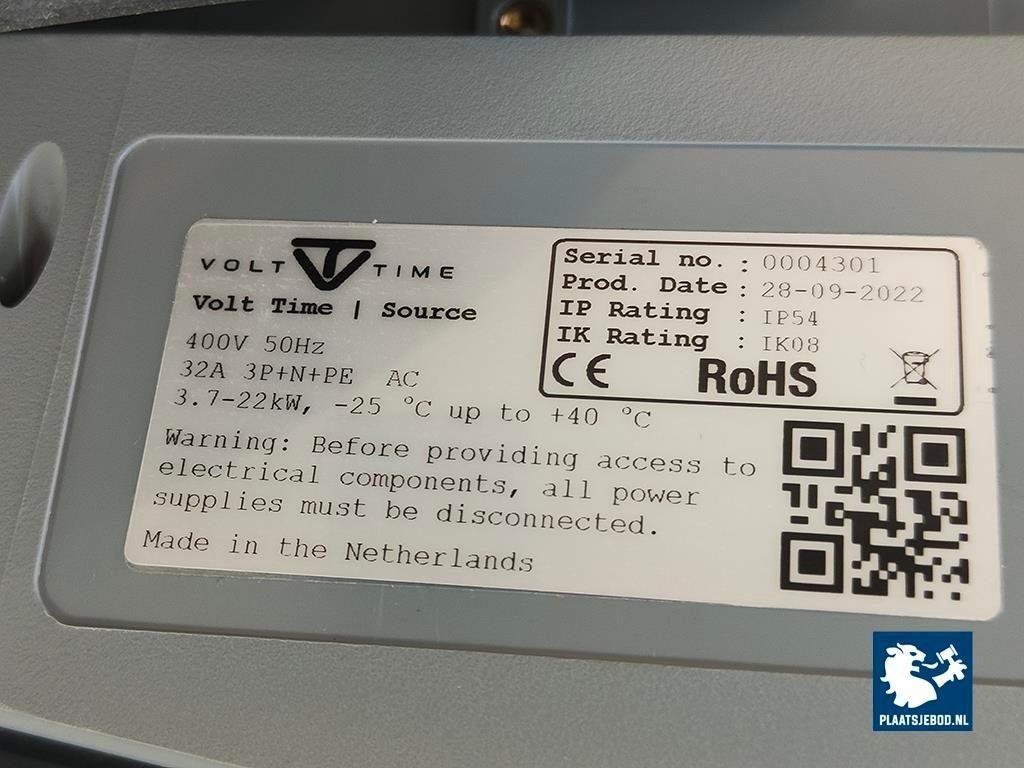 VOLT TIME
Volt Time | Source
400V 50Hz
32A 3P+N+PE AC
3.7-22kW, -25 °C up to +40 °C
Warning: Before providing access to
electrical components, all power
supplies must be disconnected.
Made in the Netherlands
Serial no. : 0004301
Prod. Date : 28-09-2022
IP Rating : IP54
IK Rating : IK08
CE RoHS
PLAATSJEBOD.NL